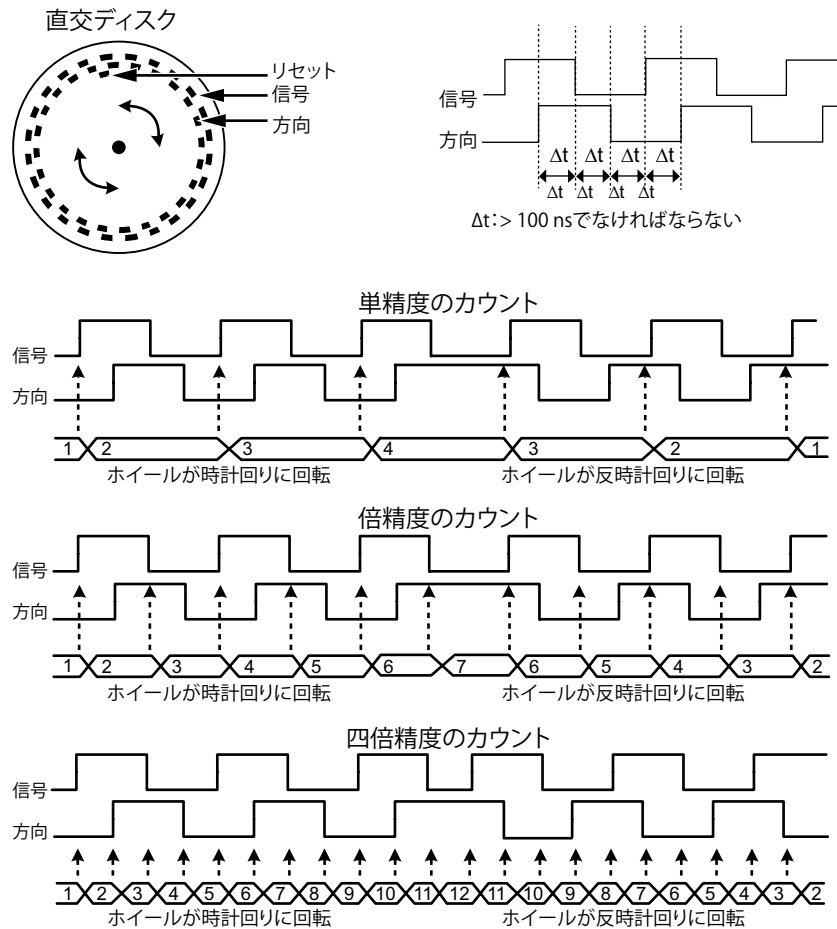 直交ディスク
リセット
信号
方向
信号
方向
Δt Δt Δt Δt
Δt Δt Δt Δt
Δt:> 100 nsでなければならない
単精度のカウント
信号
方向
1 2 3 4 3 2 1
ホイールが時計回りに回転 ホイールが反時計回りに回転
倍精度のカウント
信号
方向
1 2 3 4 5 6 7 6 5 4 3 2
ホイールが時計回りに回転 ホイールが反時計回りに回転
四倍精度のカウント
信号
方向
1 2 3 4 5 6 7 8 9 10 11 12 11 10 9 8 7 6 5 4 3 2
ホイールが時計回りに回転 ホイールが反時計回りに回転